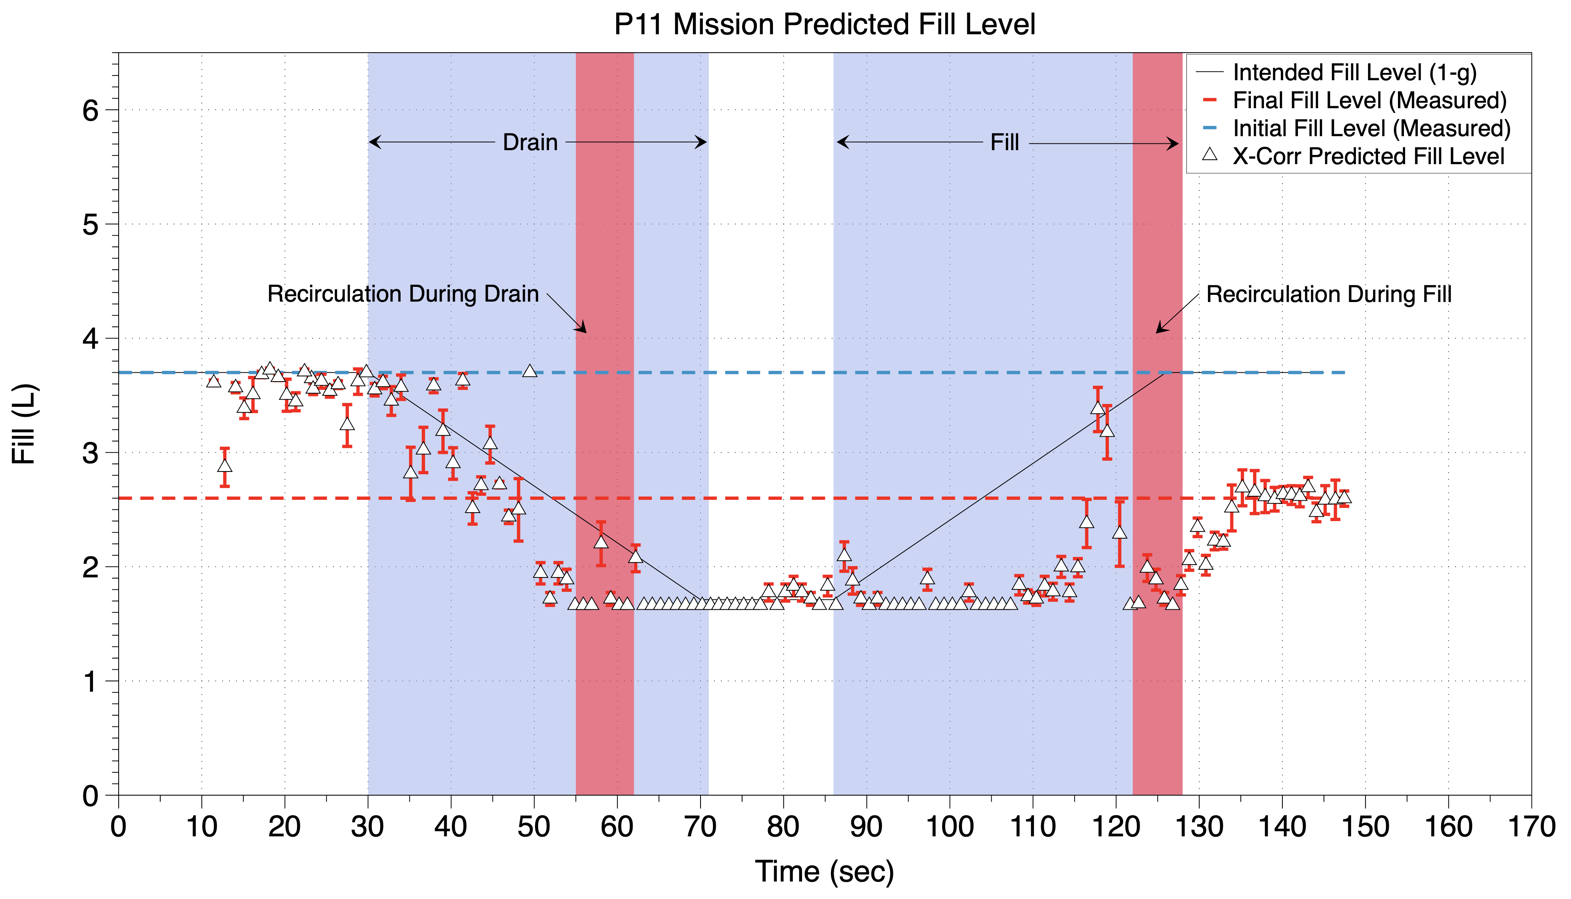 P11 Mission Predicted Fill Level
Intended Fill Level (1-g)
Final Fill Level (Measured)
Initial Fill Level (Measured)
X-Corr Predicted Fill Level
Drain
Fill
Recirculation During Drain
Recirculation During Fill
Fill (L)
6
5
4
3
2
1
0
0 10 20 30 40 50 60 70 80 90 100 110 120 130 140 150 160 170
Time (sec)